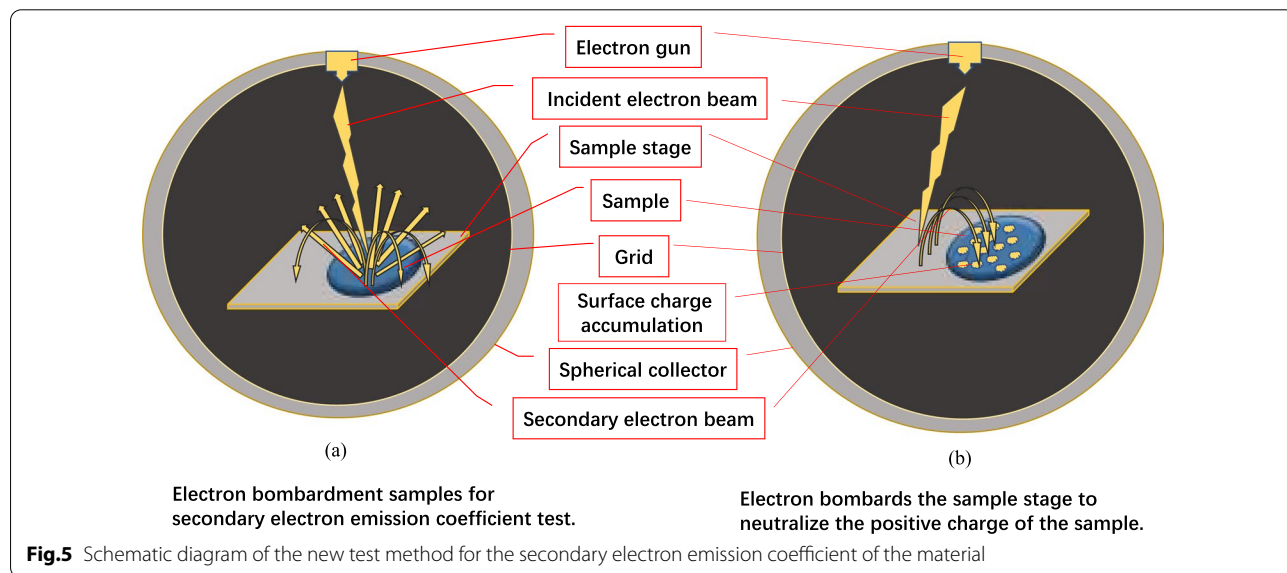 Electron gun
Incident electron beam
Sample stage
Sample
Grid
Surface charge
accumulation
Spherical collector
Secondary electron beam
(a)
(b)
Electron bombardment samples for
secondary electron emission coefficient test.
Electron bombards the sample stage to
neutralize the positive charge of the sample.
Fig.5 Schematic diagram of the new test method for the secondary electron emission coefficient of the material